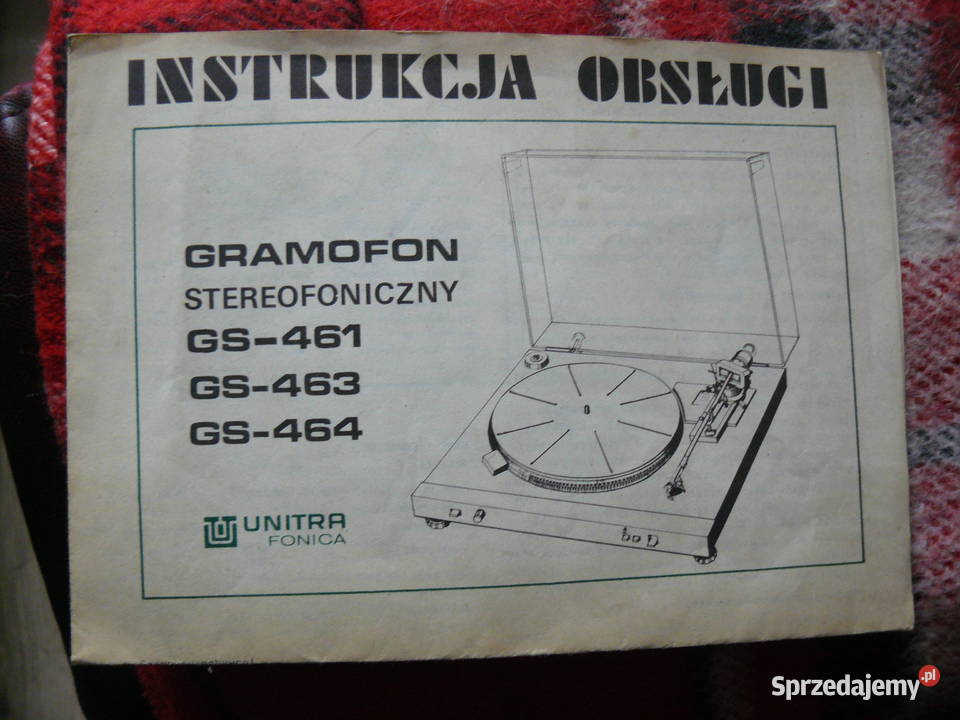 INSTRUKCJA OBSŁUGI
GRAMOFON
STEREOFONICZNY
GS-461
GS-463
GS-464
UNITRA
FONICA
Sprzedajemy.pl